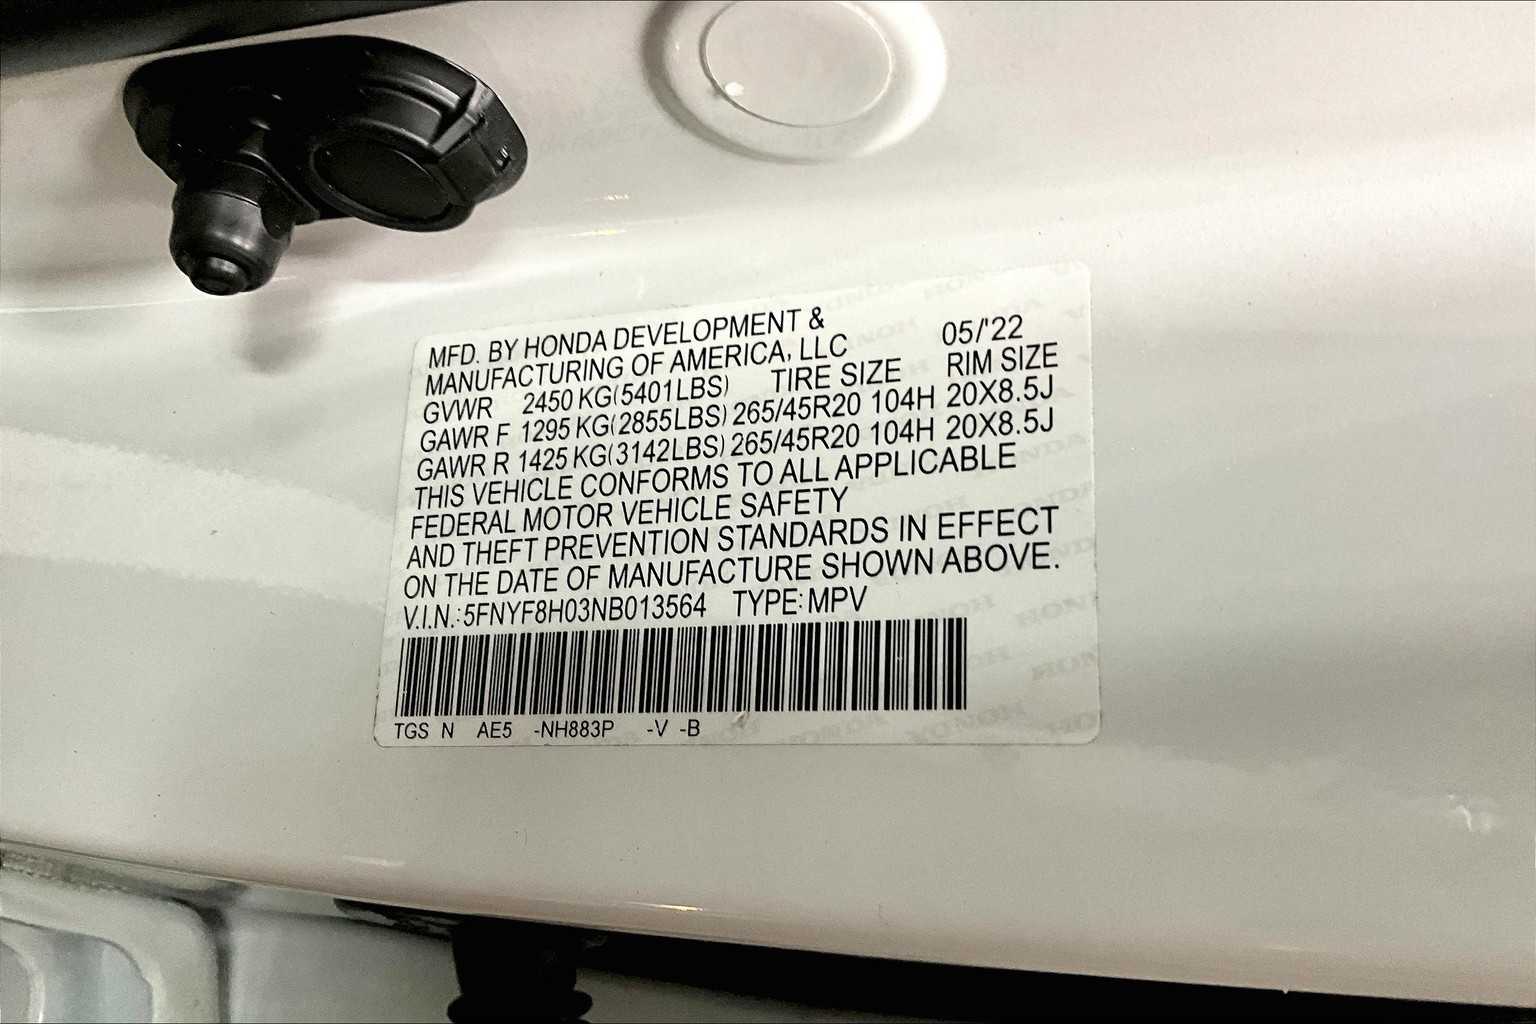 MFD. BY HONDA DEVELOPMENT &
MANUFACTURING OF AMERICA, LLC 05/'22
GVWR 2450 KG(5401LBS) TIRE SIZE RIM SIZE
GAWR F 1295 KG(2855LBS) 265/45R20 104H 20X8.5J
GAWR R 1425 KG(3142LBS) 265/45R20 104H 20X8.5J
THIS VEHICLE CONFORMS TO ALL APPLICABLE
FEDERAL MOTOR VEHICLE SAFETY
AND THEFT PREVENTION STANDARDS IN EFFECT
ON THE DATE OF MANUFACTURE SHOWN ABOVE.
V.I.N.: 5FNYF8H03NB013564 TYPE: MPV
TGS N AE5 -NH883P -V -B